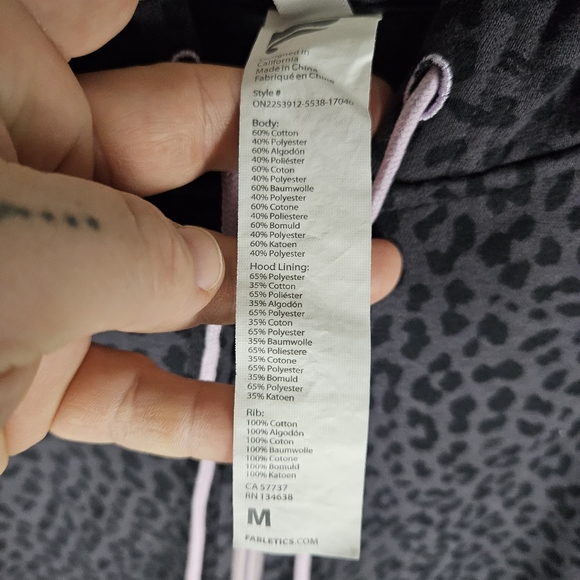 Designed in
California
Made in China
Fabriqué en China
Style #
ON2253912-5538-17040
Body:
60% Cotton
40% Polyester
60% Algodón
40% Poliéster
60% Coton
40% Polyester
60% Baumwolle
40% Polyester
60% Cotone
40% Poliestere
60% Bomuld
40% Polyester
60% Katoen
40% Polyester
Hood Lining:
65% Polyester
35% Cotton
65% Poliéster
35% Algodón
65% Polyester
35% Coton
65% Polyester
35% Baumwolle
65% Poliestere
35% Cotone
65% Polyester
35% Bomuld
65% Polyester
35% Katoen
Rib:
100% Cotton
100% Algodón
100% Coton
100% Baumwolle
100% Cotone
100% Bomuld
100% Katoen
CA 57737
RN 134638
M
FABLETICS.COM